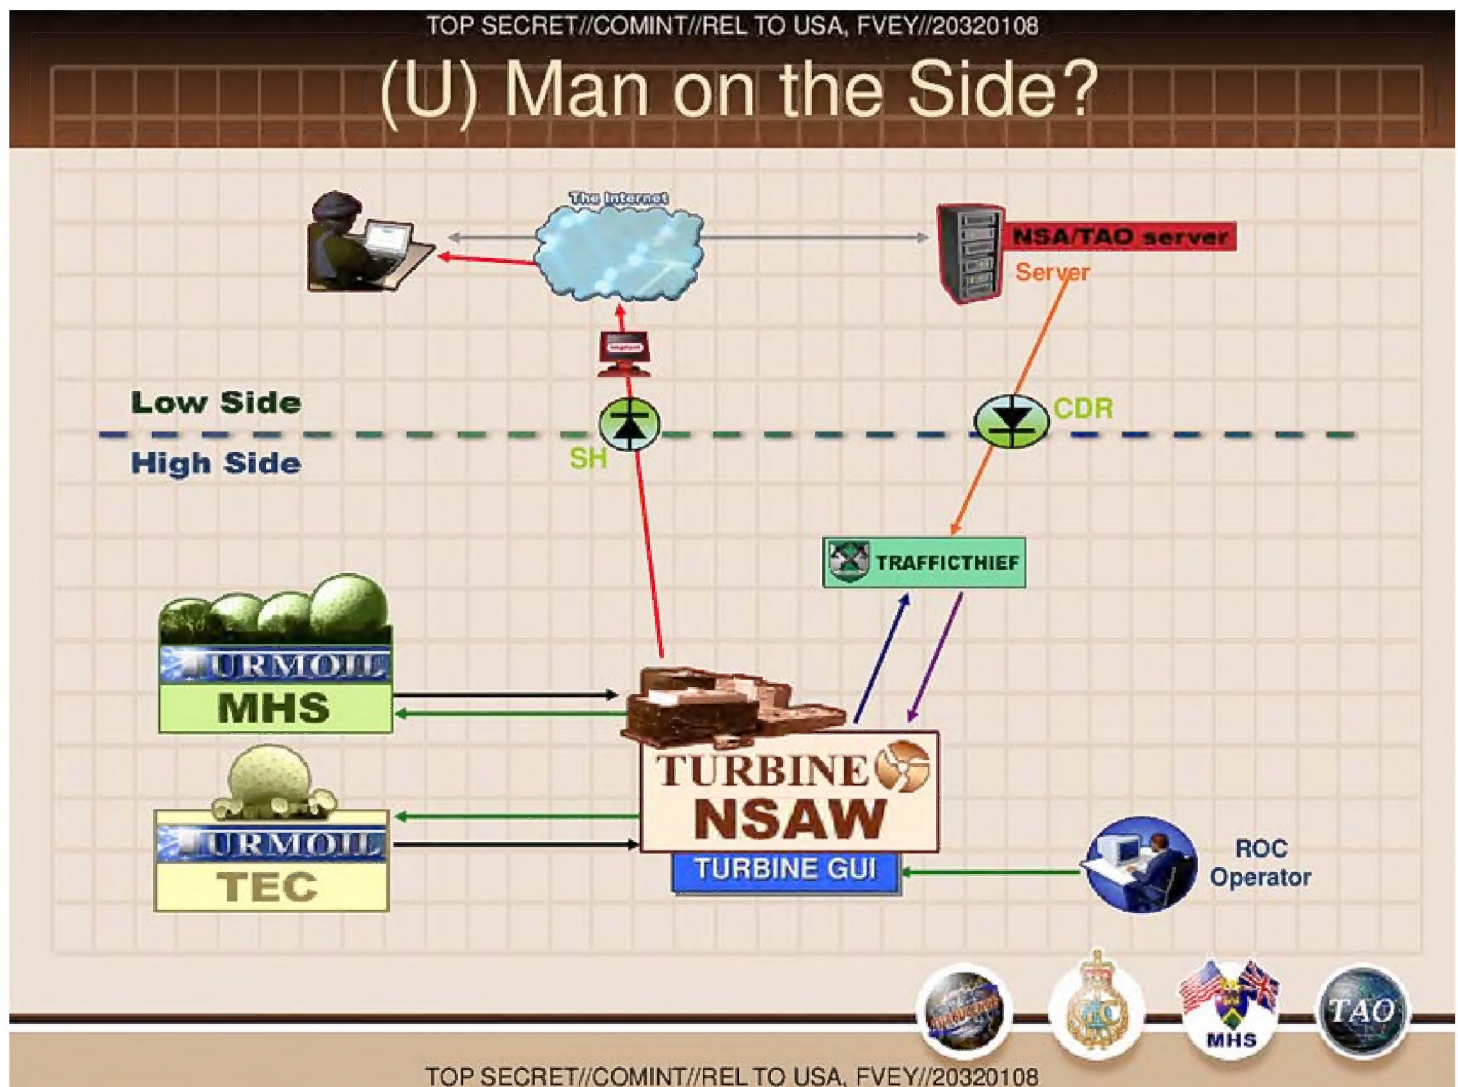 TOP SECRET//COMINT//REL TO USA, FVEY//20320108
(U) Man on the Side?
The Internet
NSA/TAO server
Server
Low Side
CDR
High Side
SH
TRAFFICTHIEF
TURMOIL
MHS
TURBINE
NSAW
TURMOIL
TEC
TURBINE GUI
ROC
Operator
MHS
TAO
TOP SECRET//COMINT//REL TO USA, FVEY//20320108